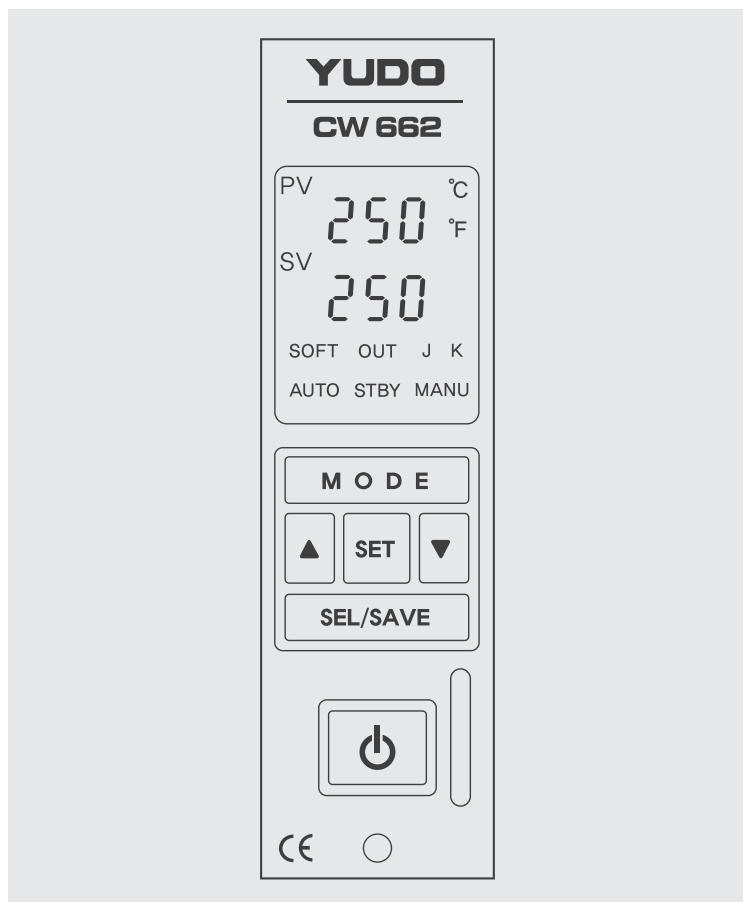 YUDO
CW 662
PV 250 ℃
℉
SV 250
SOFT OUT J K
AUTO STBY MANU
MODE
▲ SET ▼
SEL/SAVE
CE